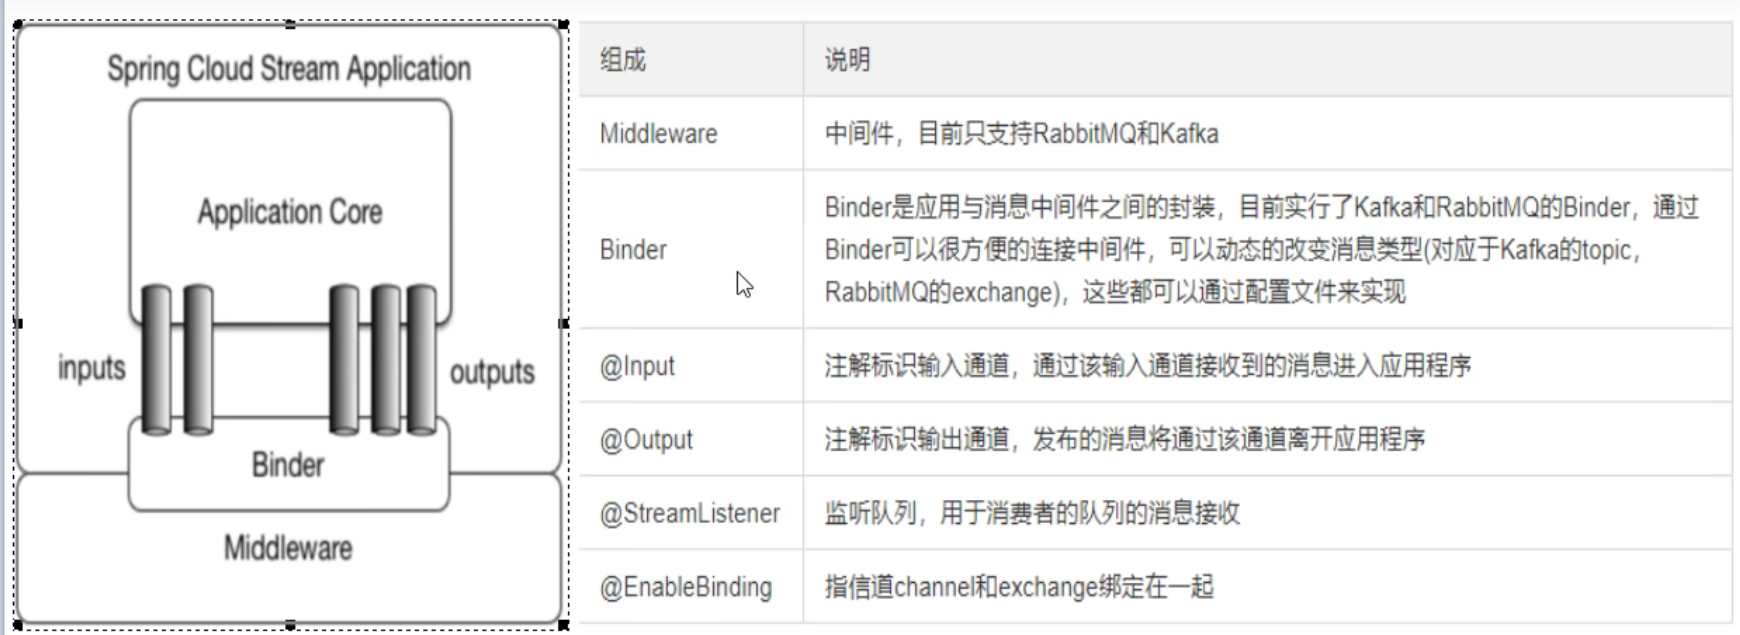 Spring Cloud Stream Application
Application Core
inputs
outputs
Binder
Middleware
组成 说明
Middleware 中间件，目前只支持RabbitMQ和Kafka
Binder Binder是应用与消息中间件之间的封装，目前实行了Kafka和RabbitMQ的Binder，通过
Binder可以很方便的连接中间件，可以动态的改变消息类型(对应于Kafka的topic，
RabbitMQ的exchange)，这些都可以通过配置文件来实现
@Input 注解标识输入通道，通过该输入通道接收到的消息进入应用程序
@Output 注解标识输出通道，发布的消息将通过该通道离开应用程序
@StreamListener 监听队列，用于消费者的队列的消息接收
@EnableBinding 指信道channel和exchange绑定在一起